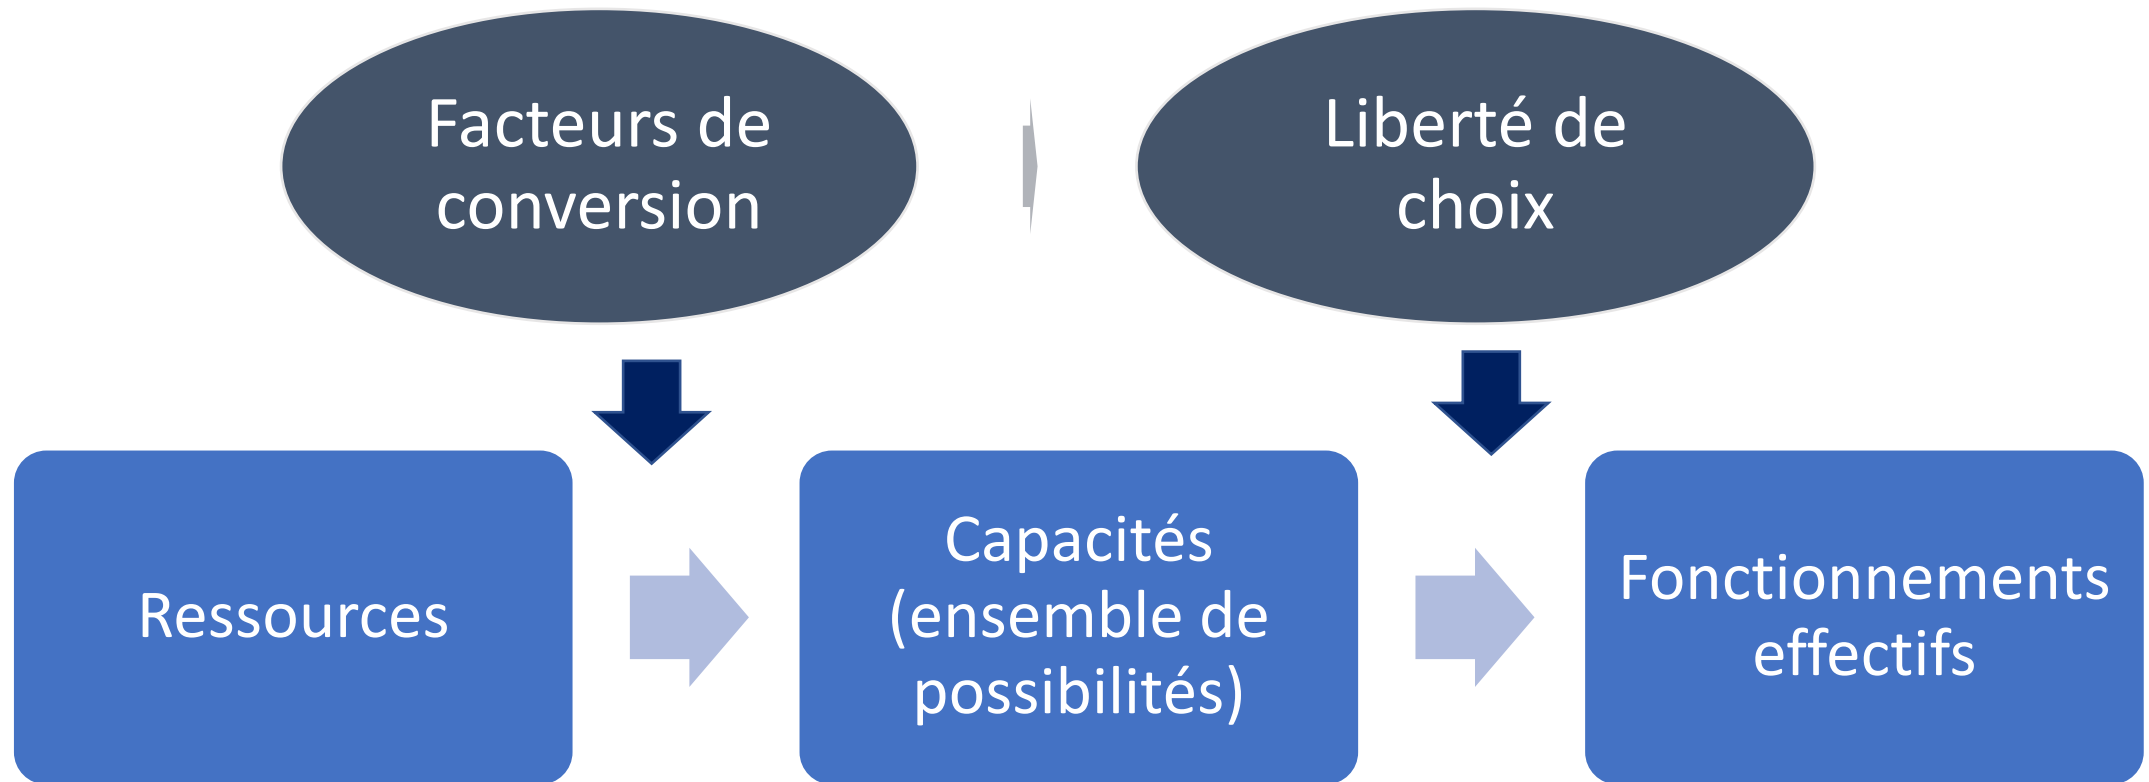 Facteurs de
conversion
Liberté de
choix
Ressources
Capacités
(ensemble de
possibilités)
Fonctionnements
effectifs